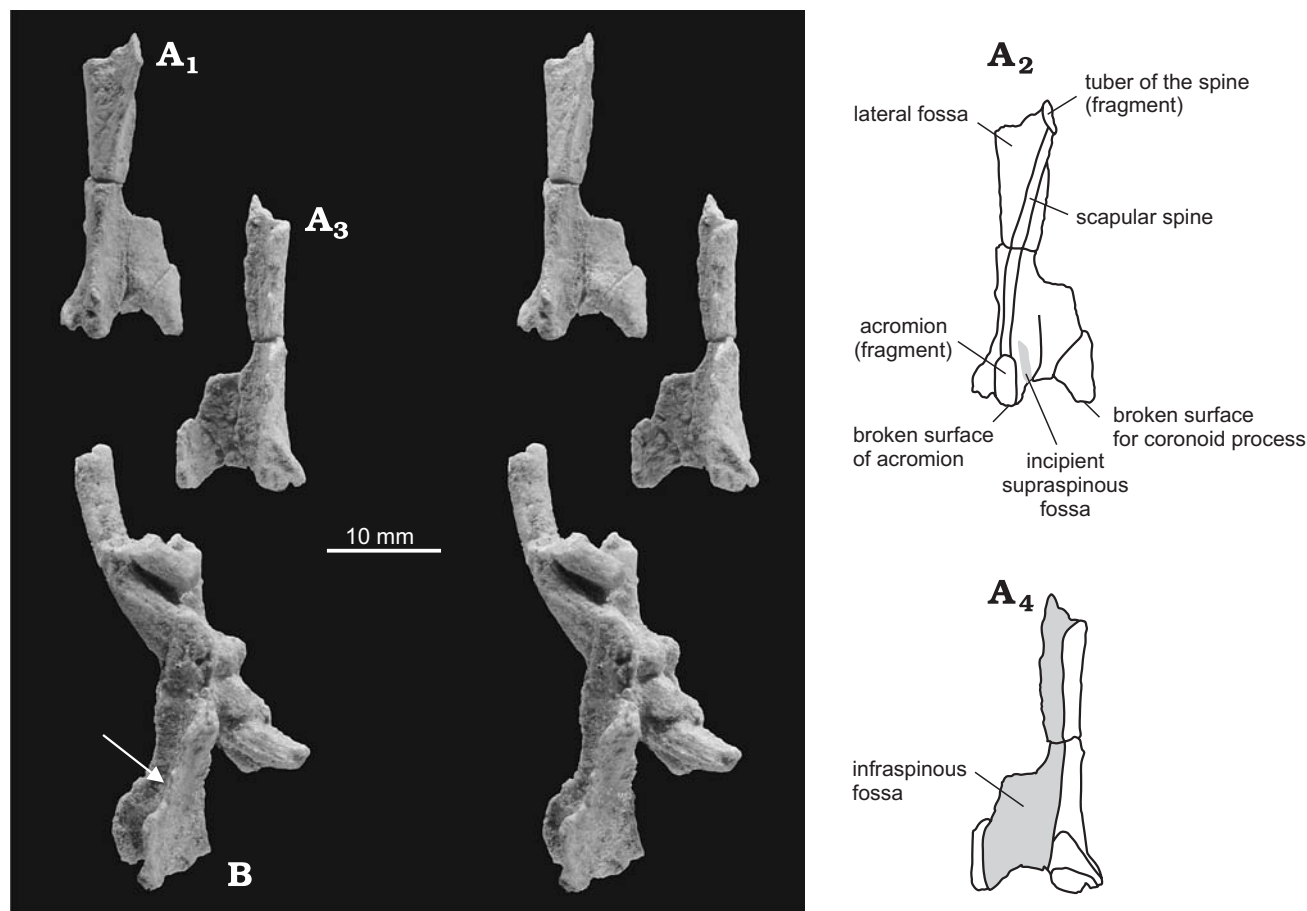 A1
A2
tuber of the spine
(fragment)
lateral fossa
A3
scapular spine
acromion
(fragment)
broken surface
of acromion
broken surface
for coronoid process
incipient
supraspinous
fossa
10 mm
A4
infraspinous
fossa
B